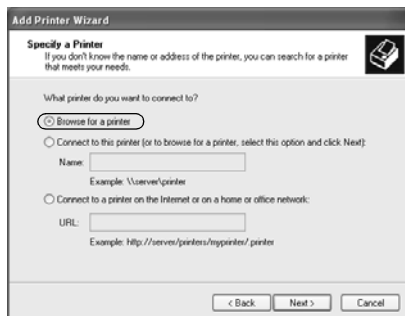 Add Printer Wizard
Specify a Printer
If you don't know the name or address of the printer, you can search for a printer
that meets your needs.
What printer do you want to connect to?
Browse for a printer
Connect to this printer (or to browse for a printer, select this option and click Next):
Name:
Example: \\server\printer
Connect to a printer on the Internet or on a home or office network:
URL:
Example: http://server/printers/myprinter/.printer
< Back
Next >
Cancel